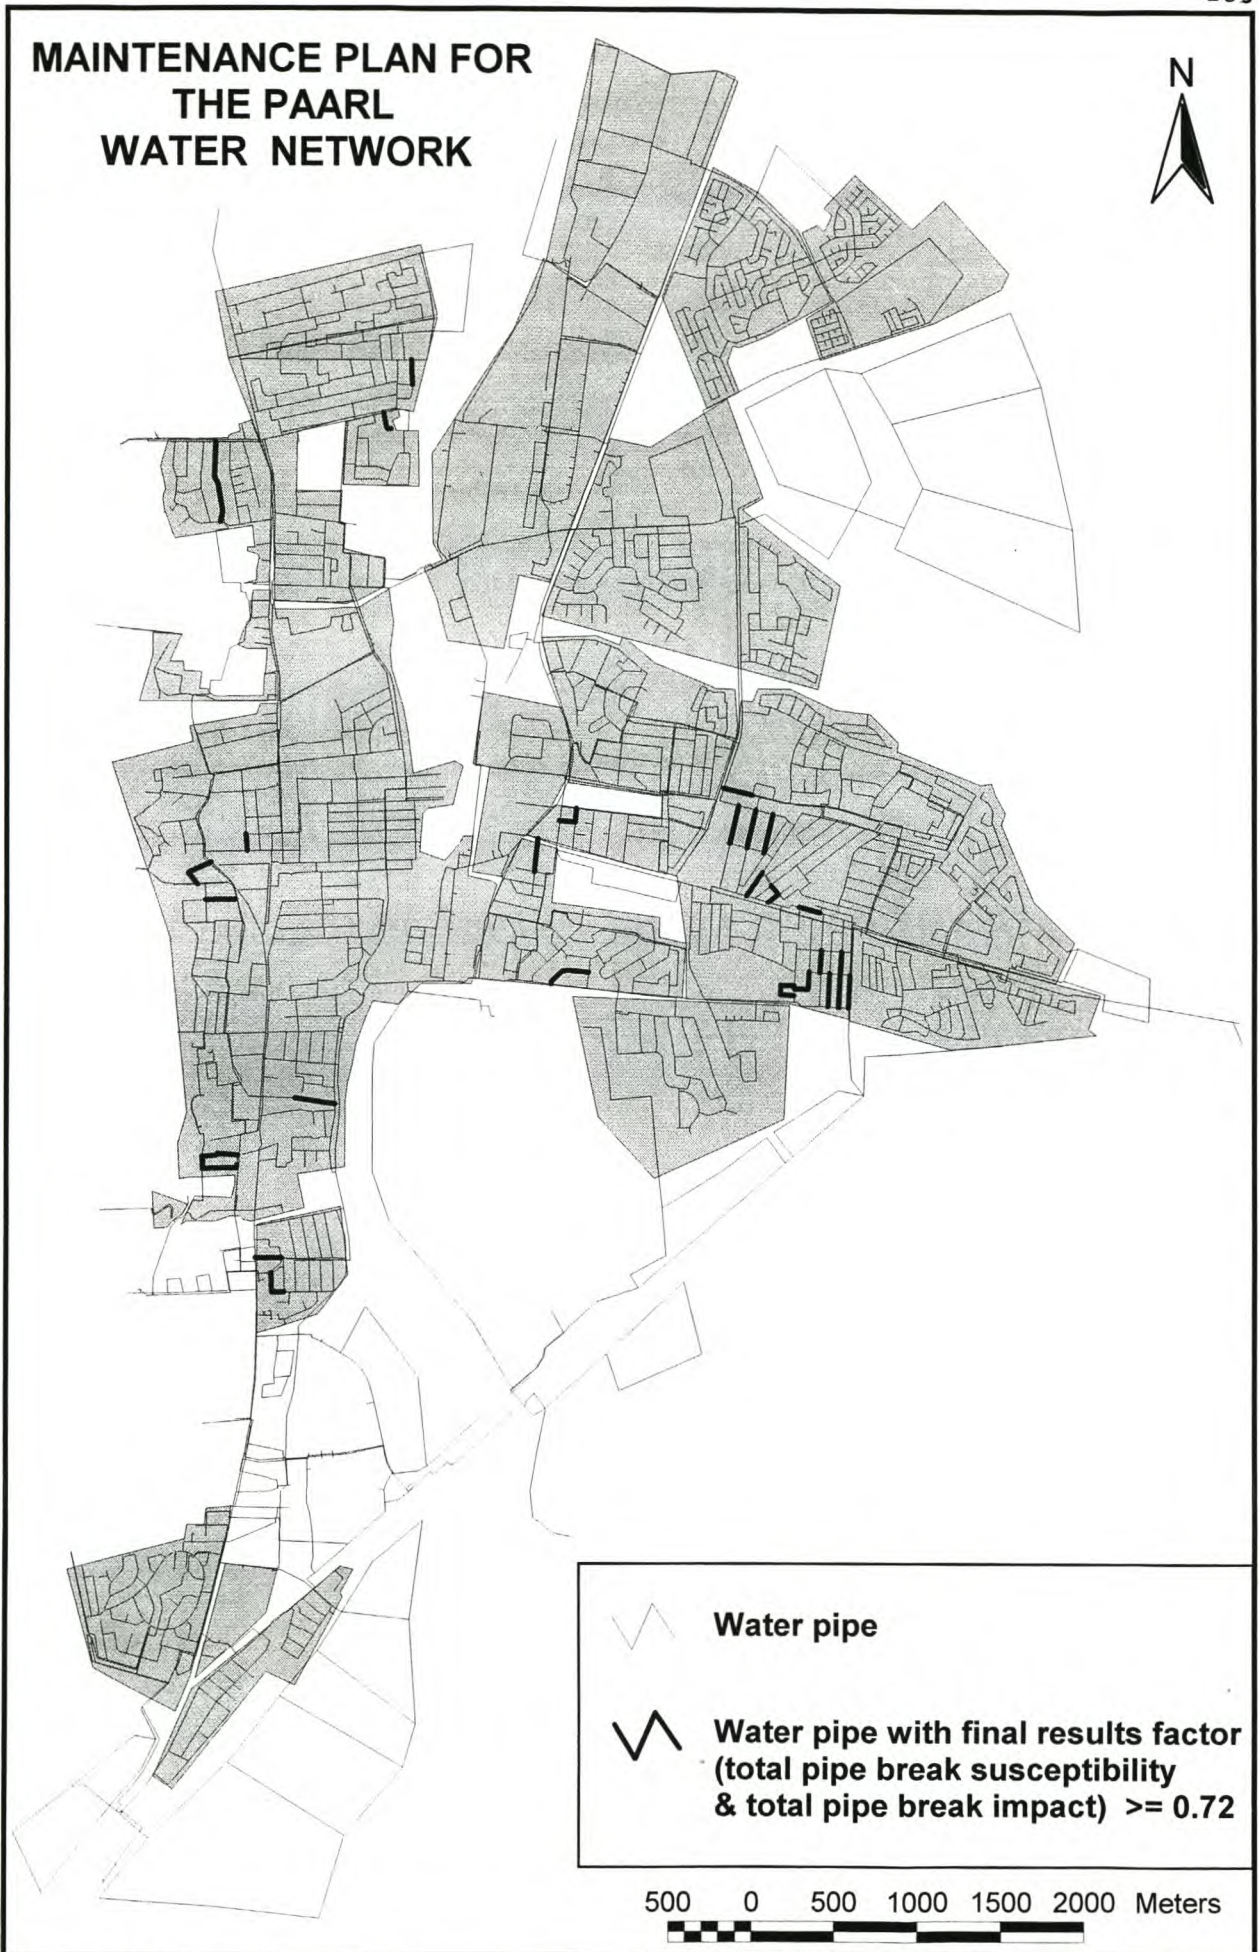 MAINTENANCE PLAN FOR
THE PAARL
WATER NETWORK
N
Water pipe
Water pipe with final results factor
(total pipe break susceptibility
& total pipe break impact) >= 0.72
500 0 500 1000 1500 2000 Meters